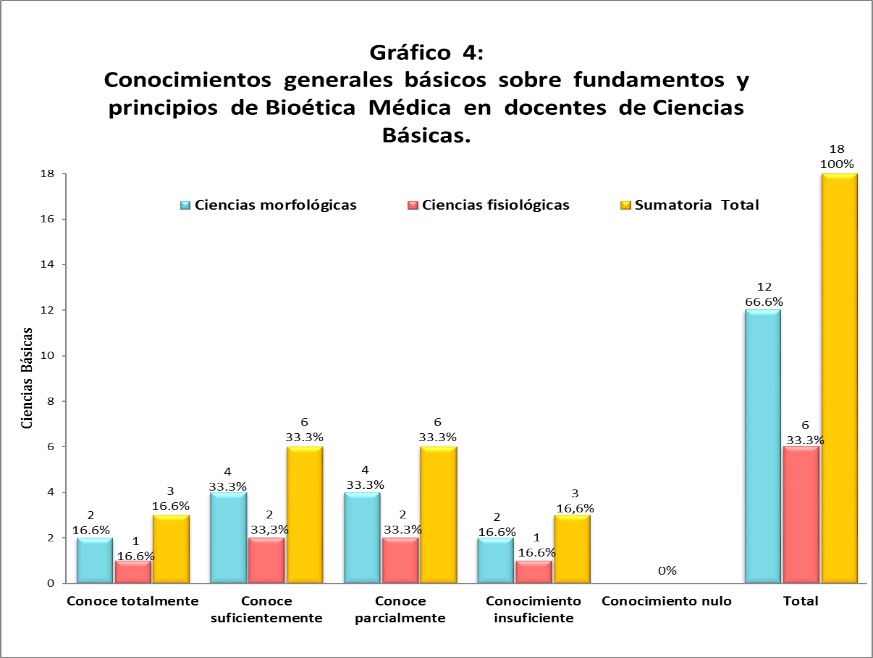 Gráfico 4:
Conocimientos generales básicos sobre fundamentos y
principios de Bioética Médica en docentes de Ciencias
Básicas.
Ciencias morfológicas
Ciencias fisiológicas
Sumatoria Total
Ciencias Básicas
18
16
14
12
10
8
6
4
2
0
2
16.6%
1
16.6%
3
16.6%
4
33.3%
2
33,3%
6
33.3%
4
33.3%
2
33.3%
6
33.3%
2
16.6%
1
16.6%
3
16,6%
0%
12
66.6%
6
33.3%
18
100%
Conoce totalmente
Conoce
suficientemente
Conoce
parcialmente
Conocimiento
insuficiente
Conocimiento nulo
Total